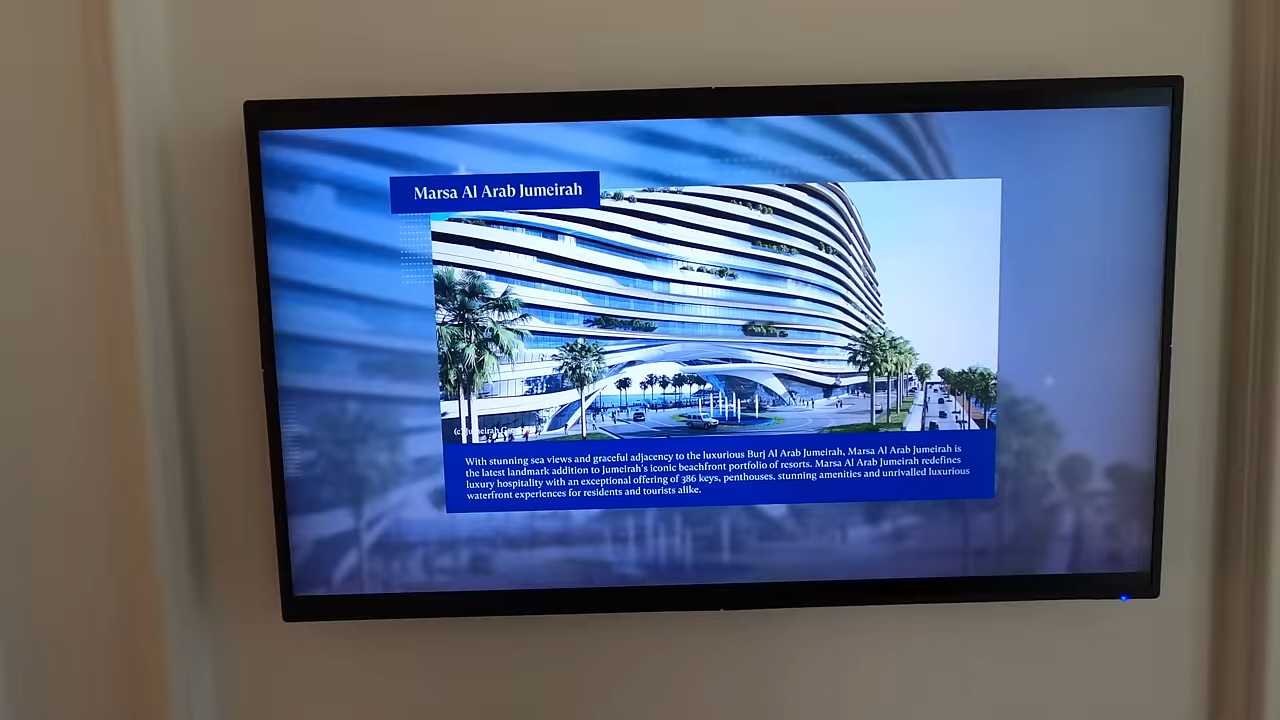 Marsa Al Arab Jumeirah
With stunning sea views and graceful adjacency to the luxurious Burj Al Arab Jumeirah, Marsa Al Arab Jumeirah is
the latest landmark addition to Jumeirah's iconic beachfront portfolio of resorts. Marsa Al Arab Jumeirah redefines
luxury hospitality with an exceptional offering of 386 keys, penthouses, stunning amenities and unrivalled luxurious
waterfront experiences for residents and tourists alike.